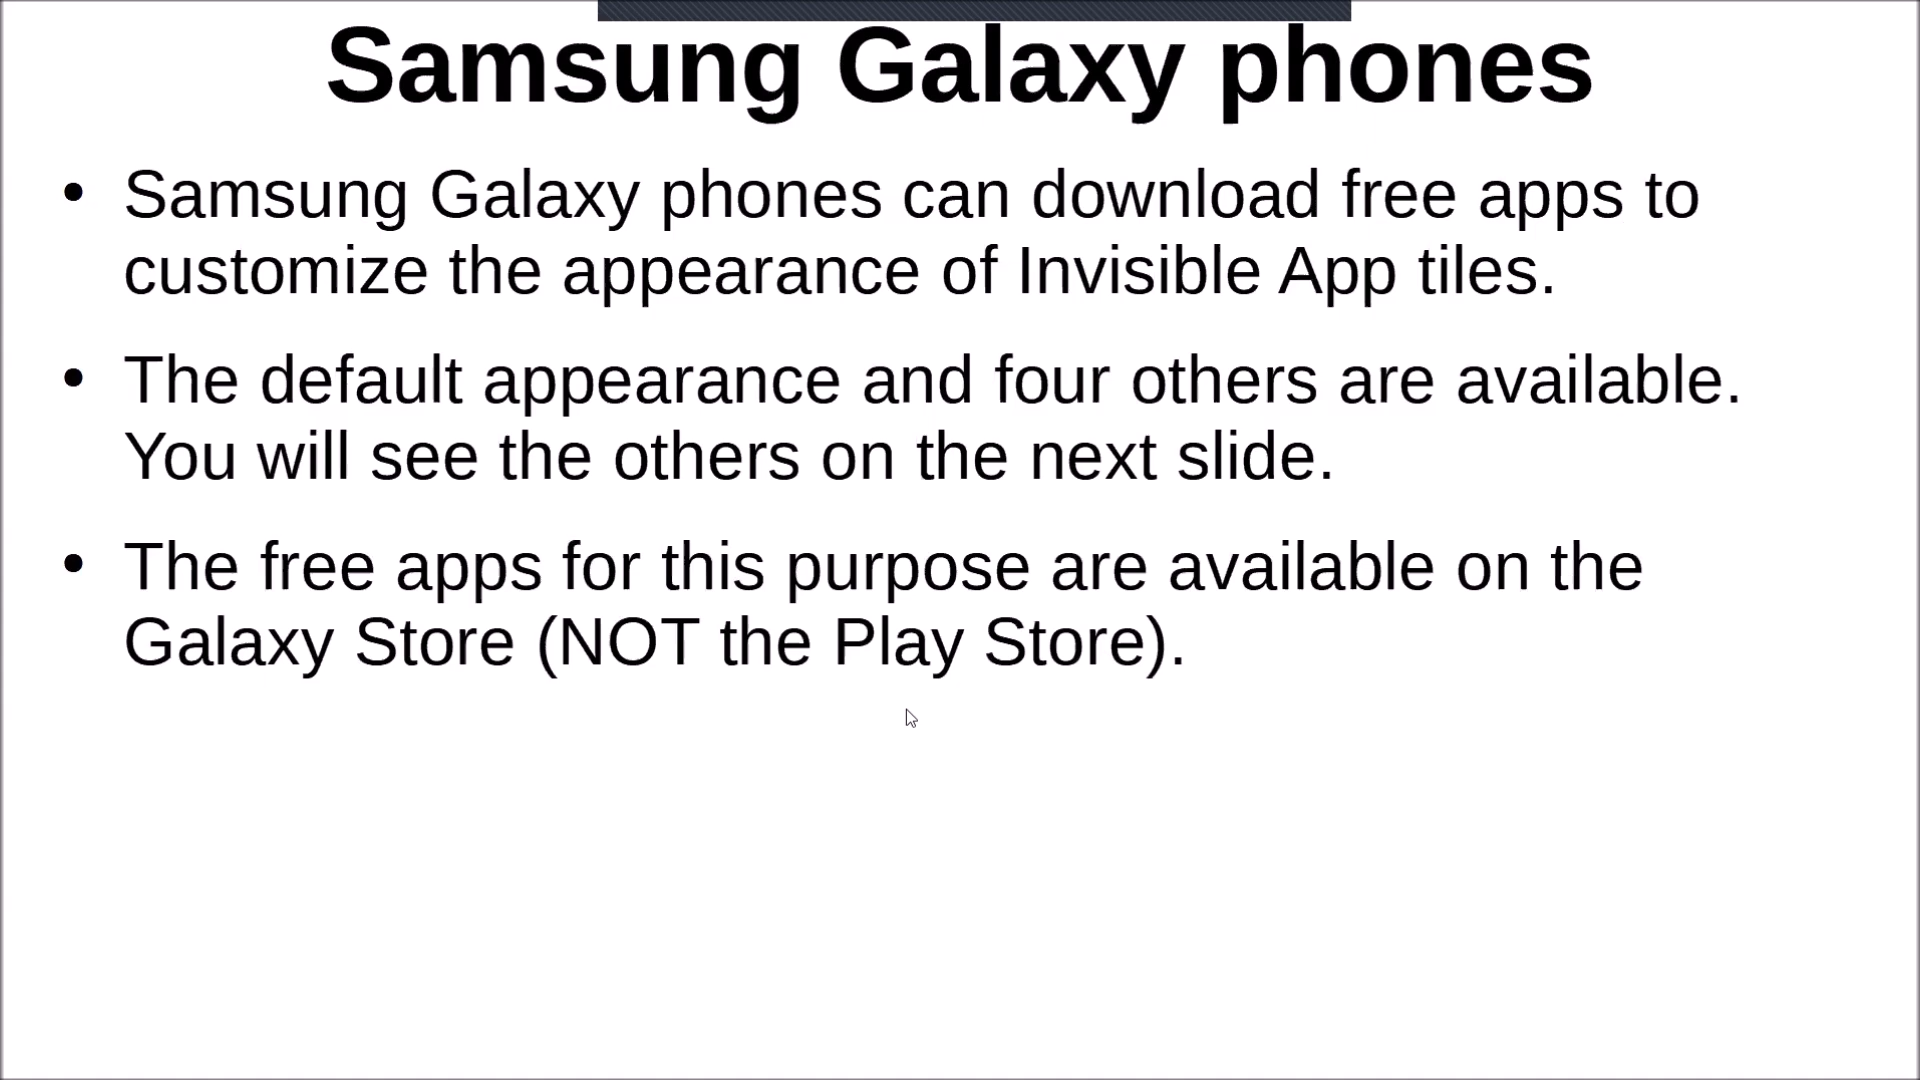 Samsung Galaxy phones
• Samsung Galaxy phones can download free apps to
customize the appearance of Invisible App tiles.
• The default appearance and four others are available.
You will see the others on the next slide.
• The free apps for this purpose are available on the
Galaxy Store (NOT the Play Store).